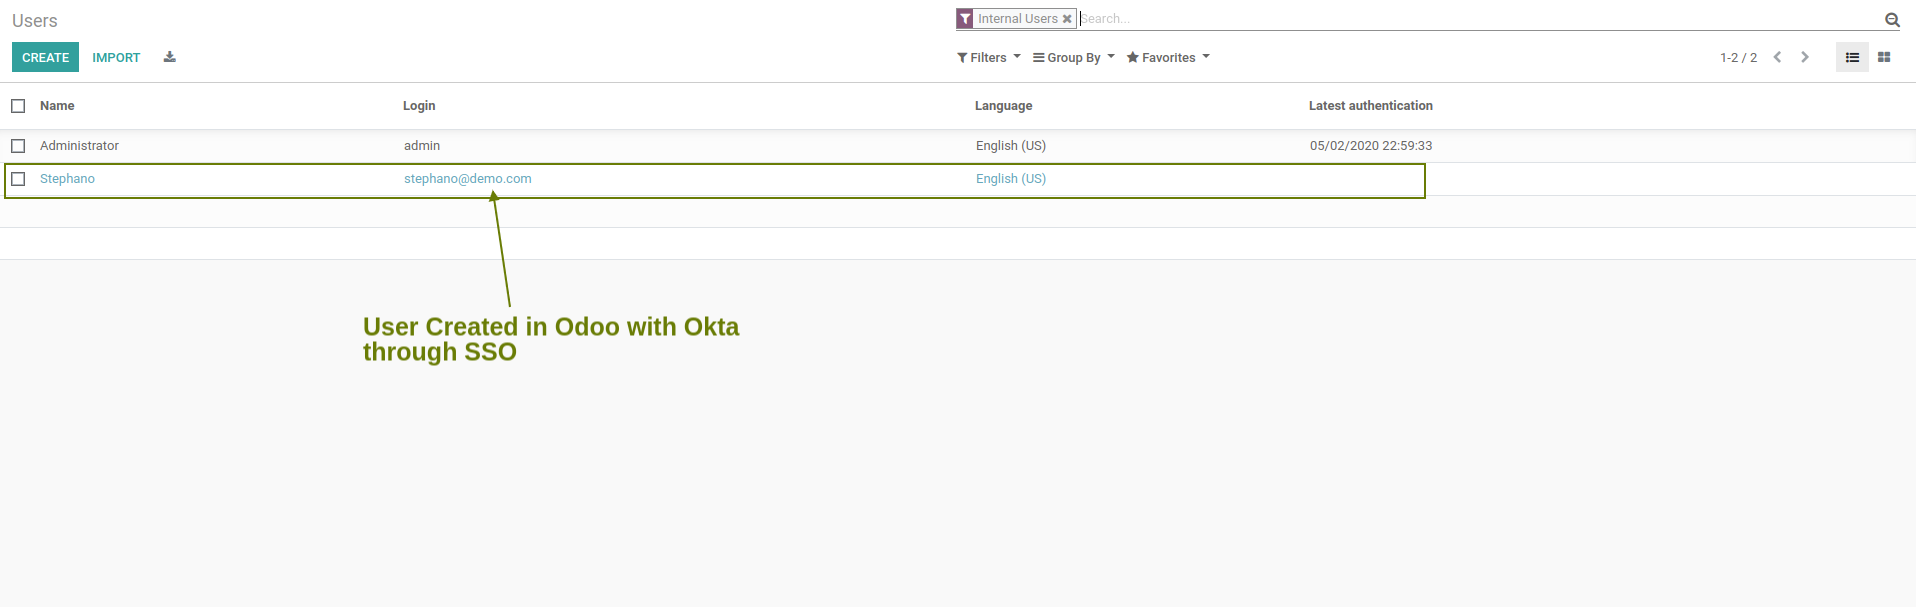 Users
Internal Users ✖ Search...
CREATE IMPORT Filters Group By Favorites 1-2 / 2
Name Login Language Latest authentication
Administrator admin English (US) 05/02/2020 22:59:33
Stephano stephano@demo.com English (US)
User Created in Odoo with Okta
through SSO